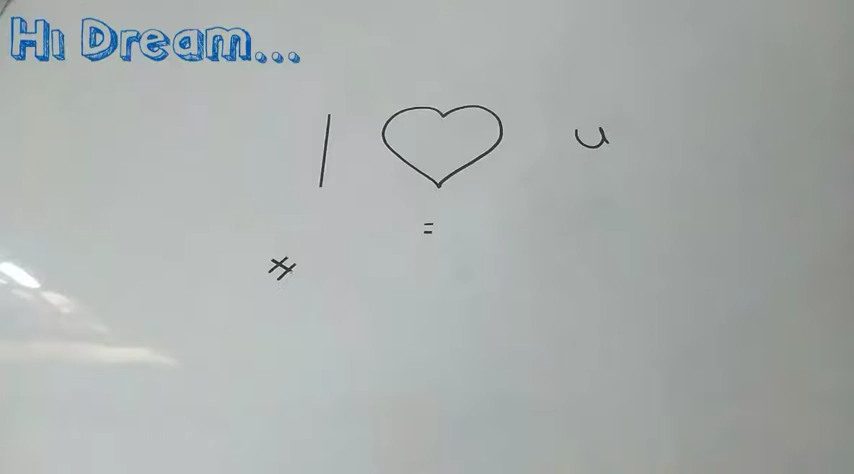 Hi Dream...
I ♡ u
=
#